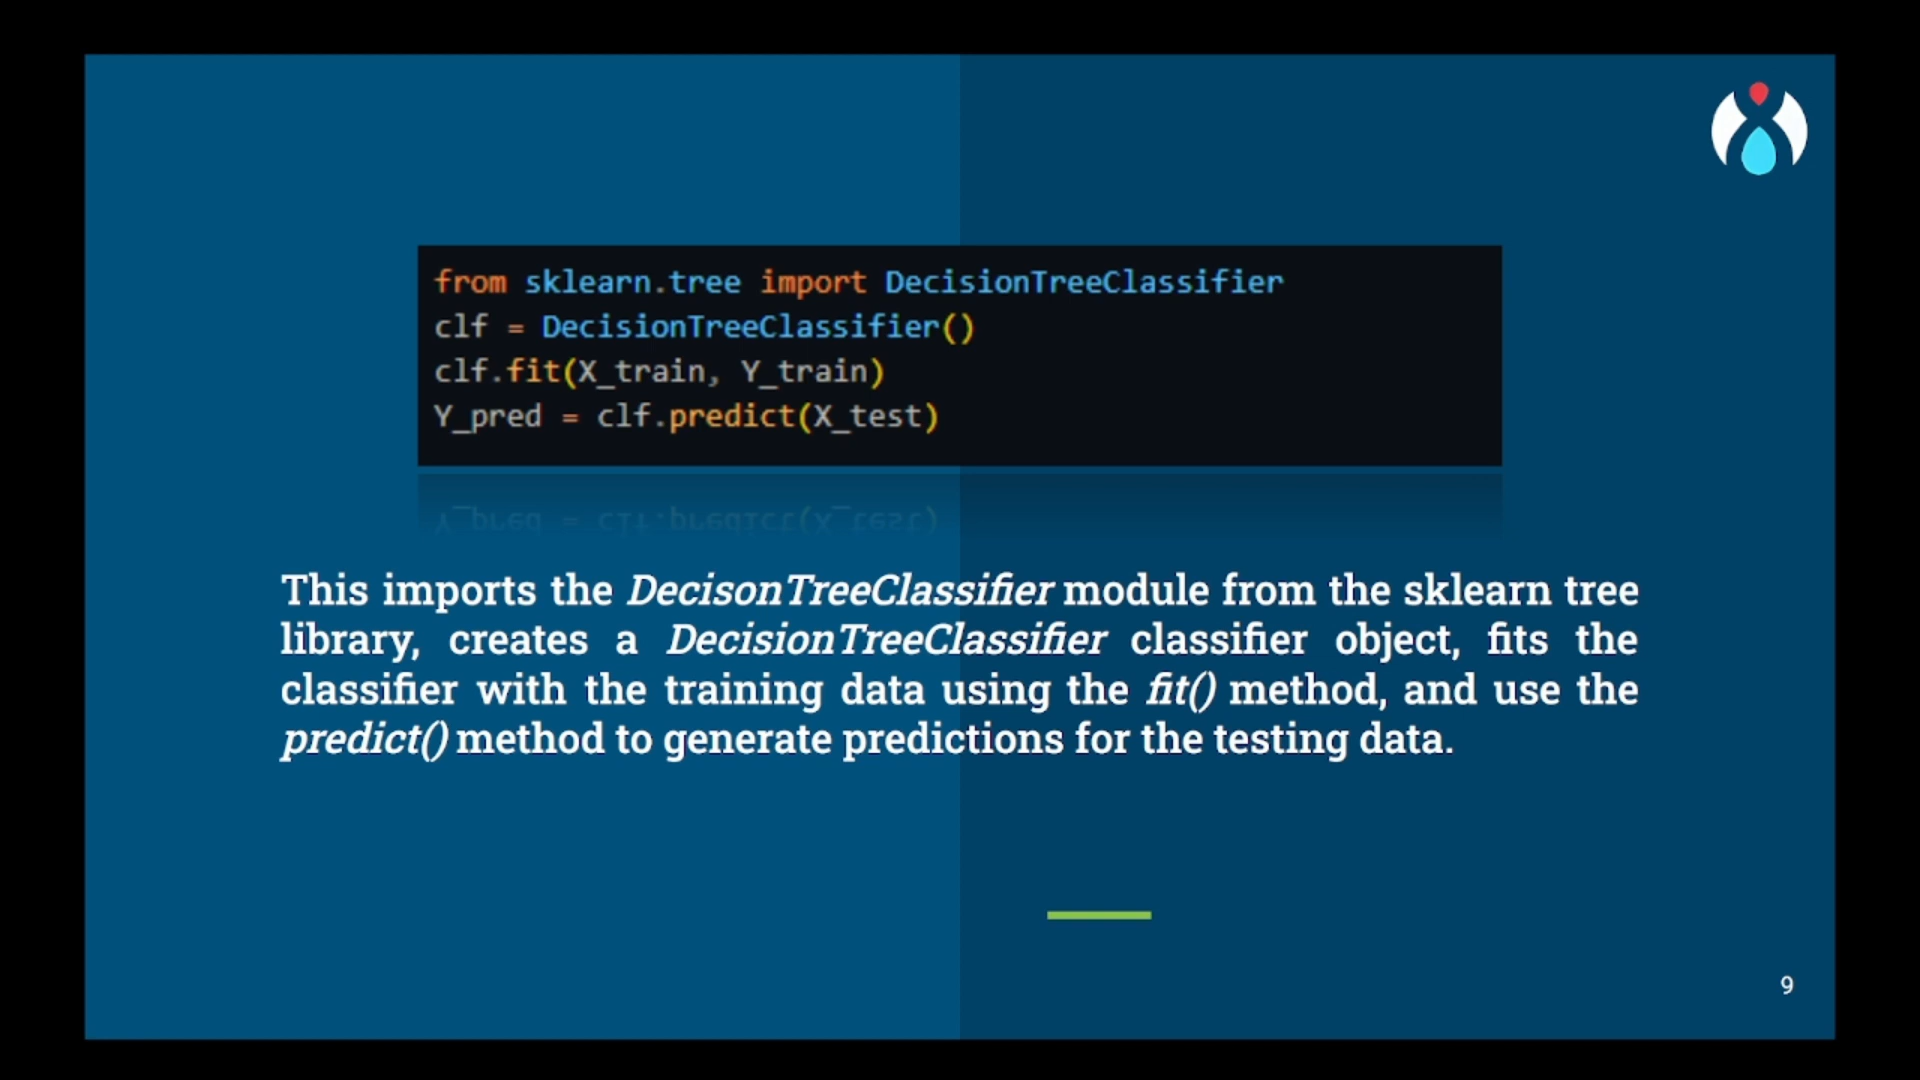 from sklearn.tree import DecisionTreeClassifier
clf = DecisionTreeClassifier()
clf.fit(X_train, Y_train)
Y_pred = clf.predict(X_test)
This imports the DecisonTreeClassifier module from the sklearn tree
library, creates a DecisionTreeClassifier classifier object, fits the
classifier with the training data using the fit() method, and use the
predict() method to generate predictions for the testing data.
9